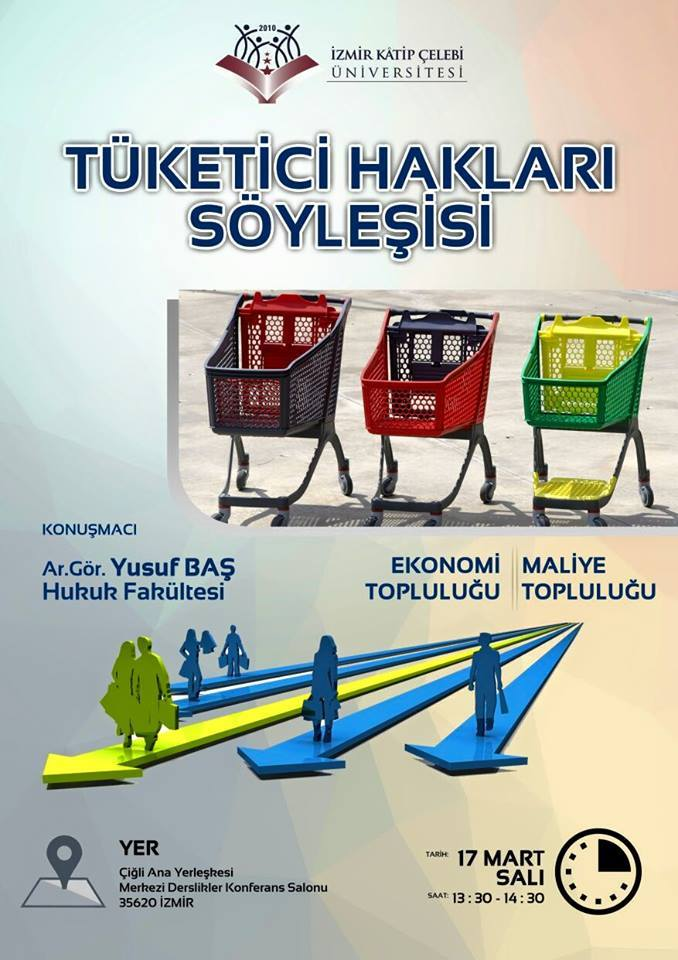 2010
İZMİR KÂTİP ÇELEBİ
ÜNİVERSİTESİ
TÜKETİCİ HAKLARI
SÖYLEŞİSİ
KONUŞMACI
Ar.Gör. Yusuf BAŞ
Hukuk Fakültesi
EKONOMİ
TOPLULUĞU
MALİYE
TOPLULUĞU
YER
Çiğli Ana Yerleşkesi
Merkezi Derslikler Konferans Salonu
35620 İZMİR
TARİH: 17 MART
SALI
SAAT: 13 : 30 - 14 : 30